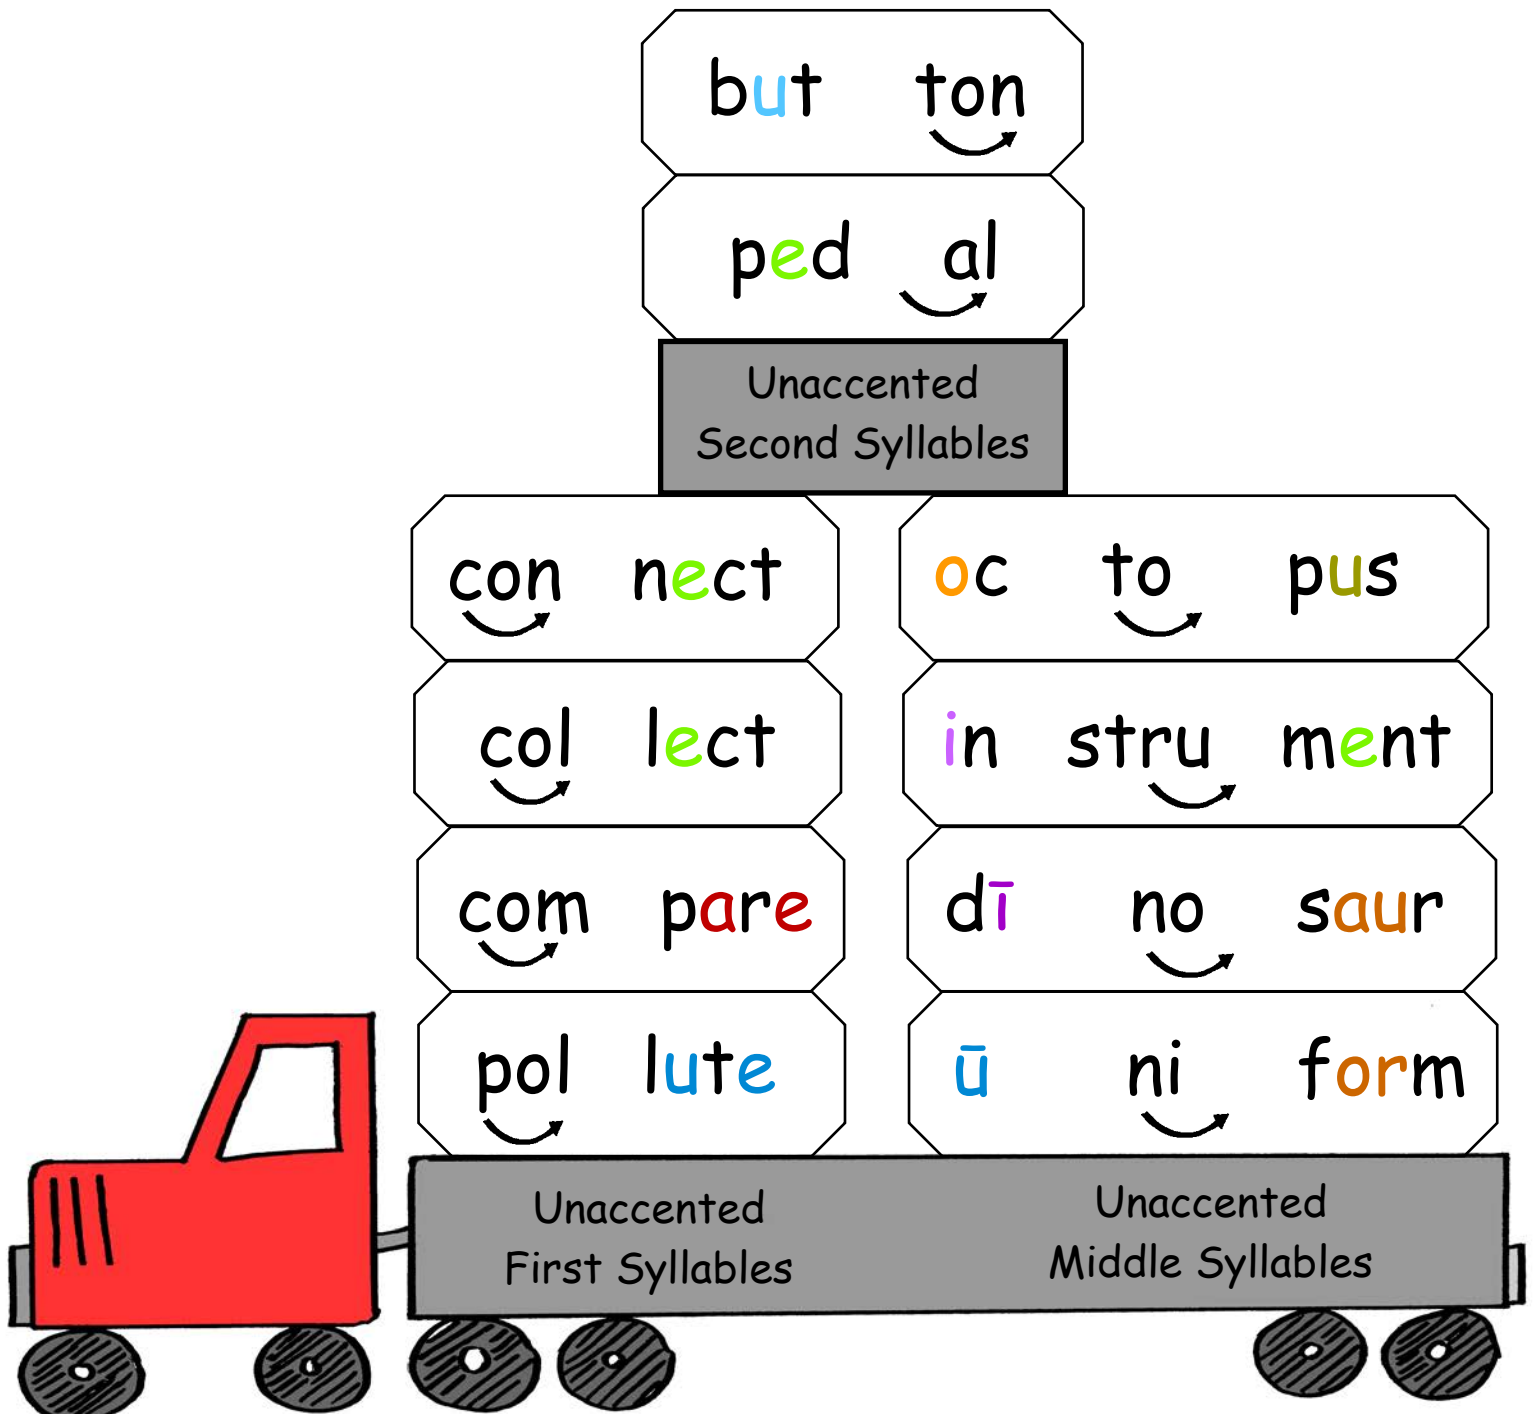 but ton
ped al
Unaccented
Second Syllables
con nect
col lect
com pare
pol lute
oc to pus
in stru ment
dī no saur
ū ni form
Unaccented
First Syllables
Unaccented
Middle Syllables